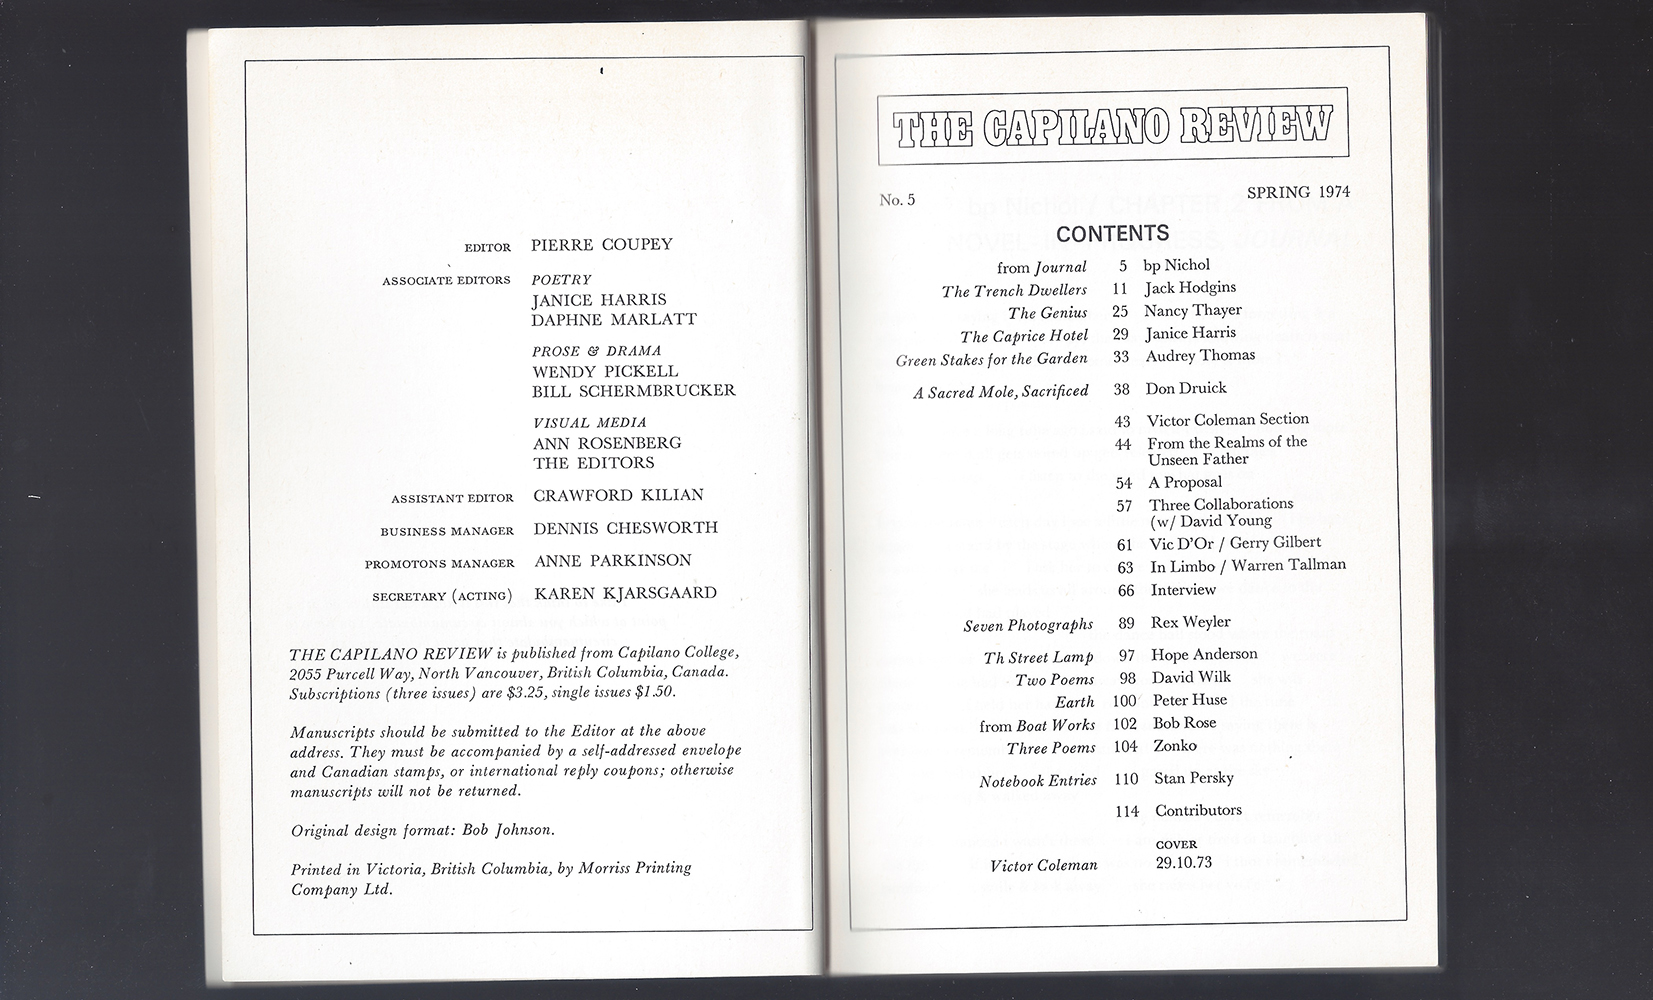 EDITOR PIERRE COUPEY
ASSOCIATE EDITORS POETRY
JANICE HARRIS
DAPHNE MARLATT
PROSE & DRAMA
WENDY PICKELL
BILL SCHERMBRUCKER
VISUAL MEDIA
ANN ROSENBERG
THE EDITORS
ASSISTANT EDITOR CRAWFORD KILIAN
BUSINESS MANAGER DENNIS CHESWORTH
PROMOTONS MANAGER ANNE PARKINSON
SECRETARY (ACTING) KAREN KJARSGAARD
THE CAPILANO REVIEW is published from Capilano College,
2055 Purcell Way, North Vancouver, British Columbia, Canada.
Subscriptions (three issues) are $3.25, single issues $1.50.
Manuscripts should be submitted to the Editor at the above
address. They must be accompanied by a self-addressed envelope
and Canadian stamps, or international reply coupons; otherwise
manuscripts will not be returned.
Original design format: Bob Johnson.
Printed in Victoria, British Columbia, by Morriss Printing
Company Ltd.
THE CAPILANO REVIEW
No. 5 SPRING 1974
CONTENTS
from Journal 5 bp Nichol
The Trench Dwellers 11 Jack Hodgins
The Genius 25 Nancy Thayer
The Caprice Hotel 29 Janice Harris
Green Stakes for the Garden 33 Audrey Thomas
A Sacred Mole, Sacrificed 38 Don Druick
43 Victor Coleman Section
44 From the Realms of the
Unseen Father
54 A Proposal
57 Three Collaborations
(w/ David Young
61 Vic D'Or / Gerry Gilbert
63 In Limbo / Warren Tallman
66 Interview
Seven Photographs 89 Rex Weyler
Th Street Lamp 97 Hope Anderson
Two Poems 98 David Wilk
Earth 100 Peter Huse
from Boat Works 102 Bob Rose
Three Poems 104 Zonko
Notebook Entries 110 Stan Persky
114 Contributors
COVER
Victor Coleman 29.10.73